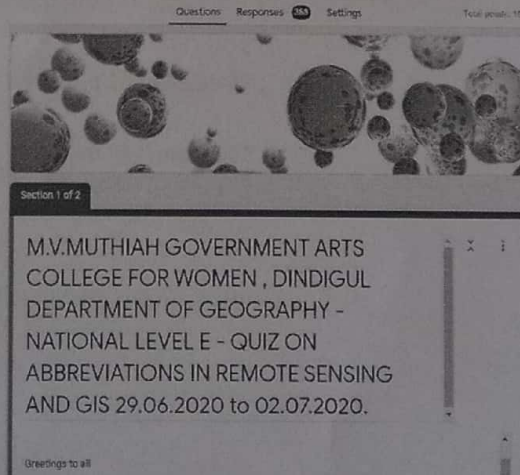 Questions Responses Settings
Section 1 of 2
M.V.MUTHIAH GOVERNMENT ARTS
COLLEGE FOR WOMEN , DINDIGUL
DEPARTMENT OF GEOGRAPHY -
NATIONAL LEVEL E - QUIZ ON
ABBREVIATIONS IN REMOTE SENSING
AND GIS 29.06.2020 to 02.07.2020.
Greetings to all